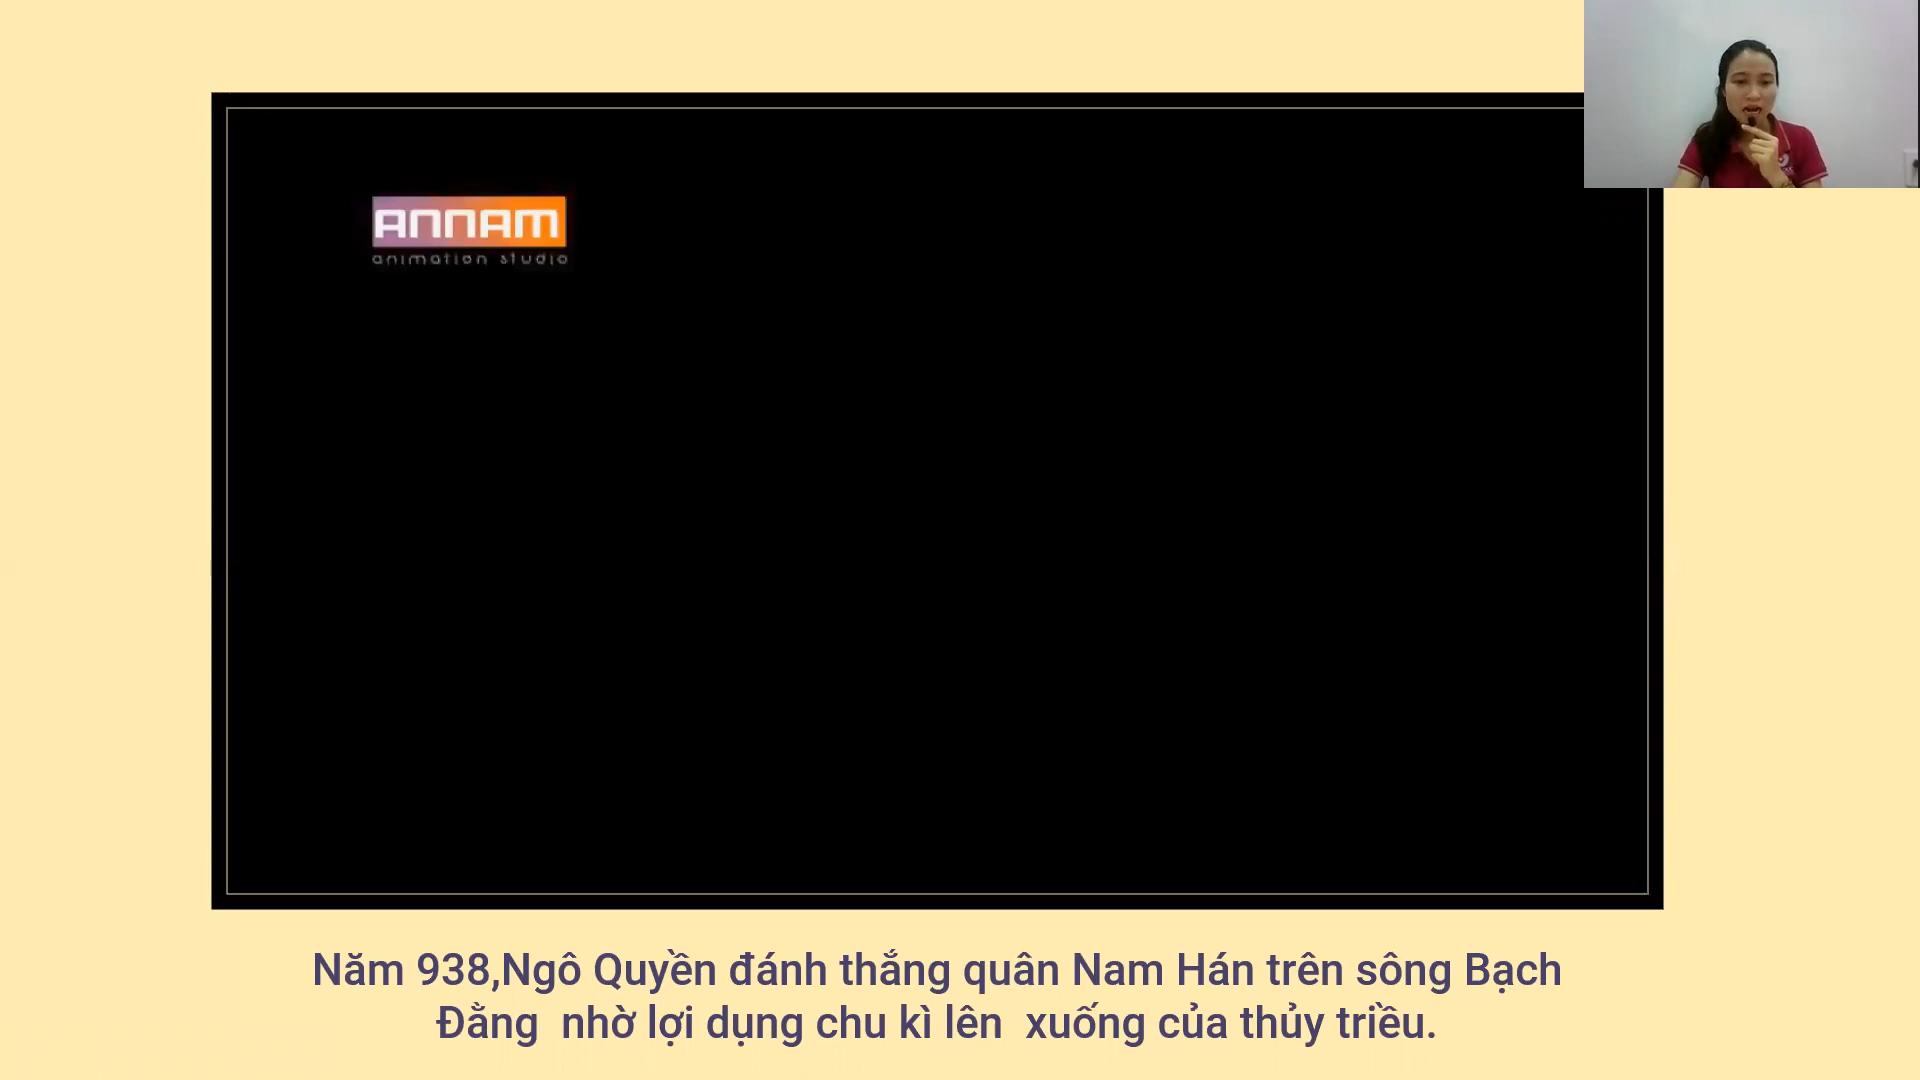 ANNAM
animation studio
Năm 938,Ngô Quyền đánh thắng quân Nam Hán trên sông Bạch
Đằng  nhờ lợi dụng chu kì lên  xuống của thủy triều.